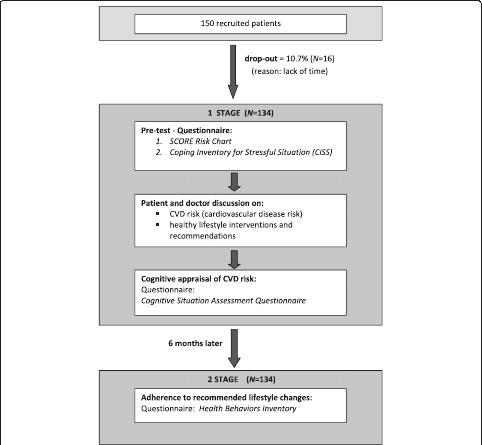 150 recruited patients
drop-out = 10.7% (N=16)
(reason: lack of time)
1 STAGE (N=134)
Pre-test - Questionnaire:
1. SCORE Risk Chart
2. Coping Inventory for Stressful Situation (CISS)
Patient and doctor discussion on:
▪ CVD risk (cardovascular disease risk)
▪ healthy lifestyle interventions and
recommendations
Cognitive appraisal of CVD risk:
Questionnaire:
Cognitive Situation Assessment Questionnaire
6 months later
2 STAGE (N=134)
Adherence to recommended lifestyle changes:
Questionnaire: Health Behaviors Inventory